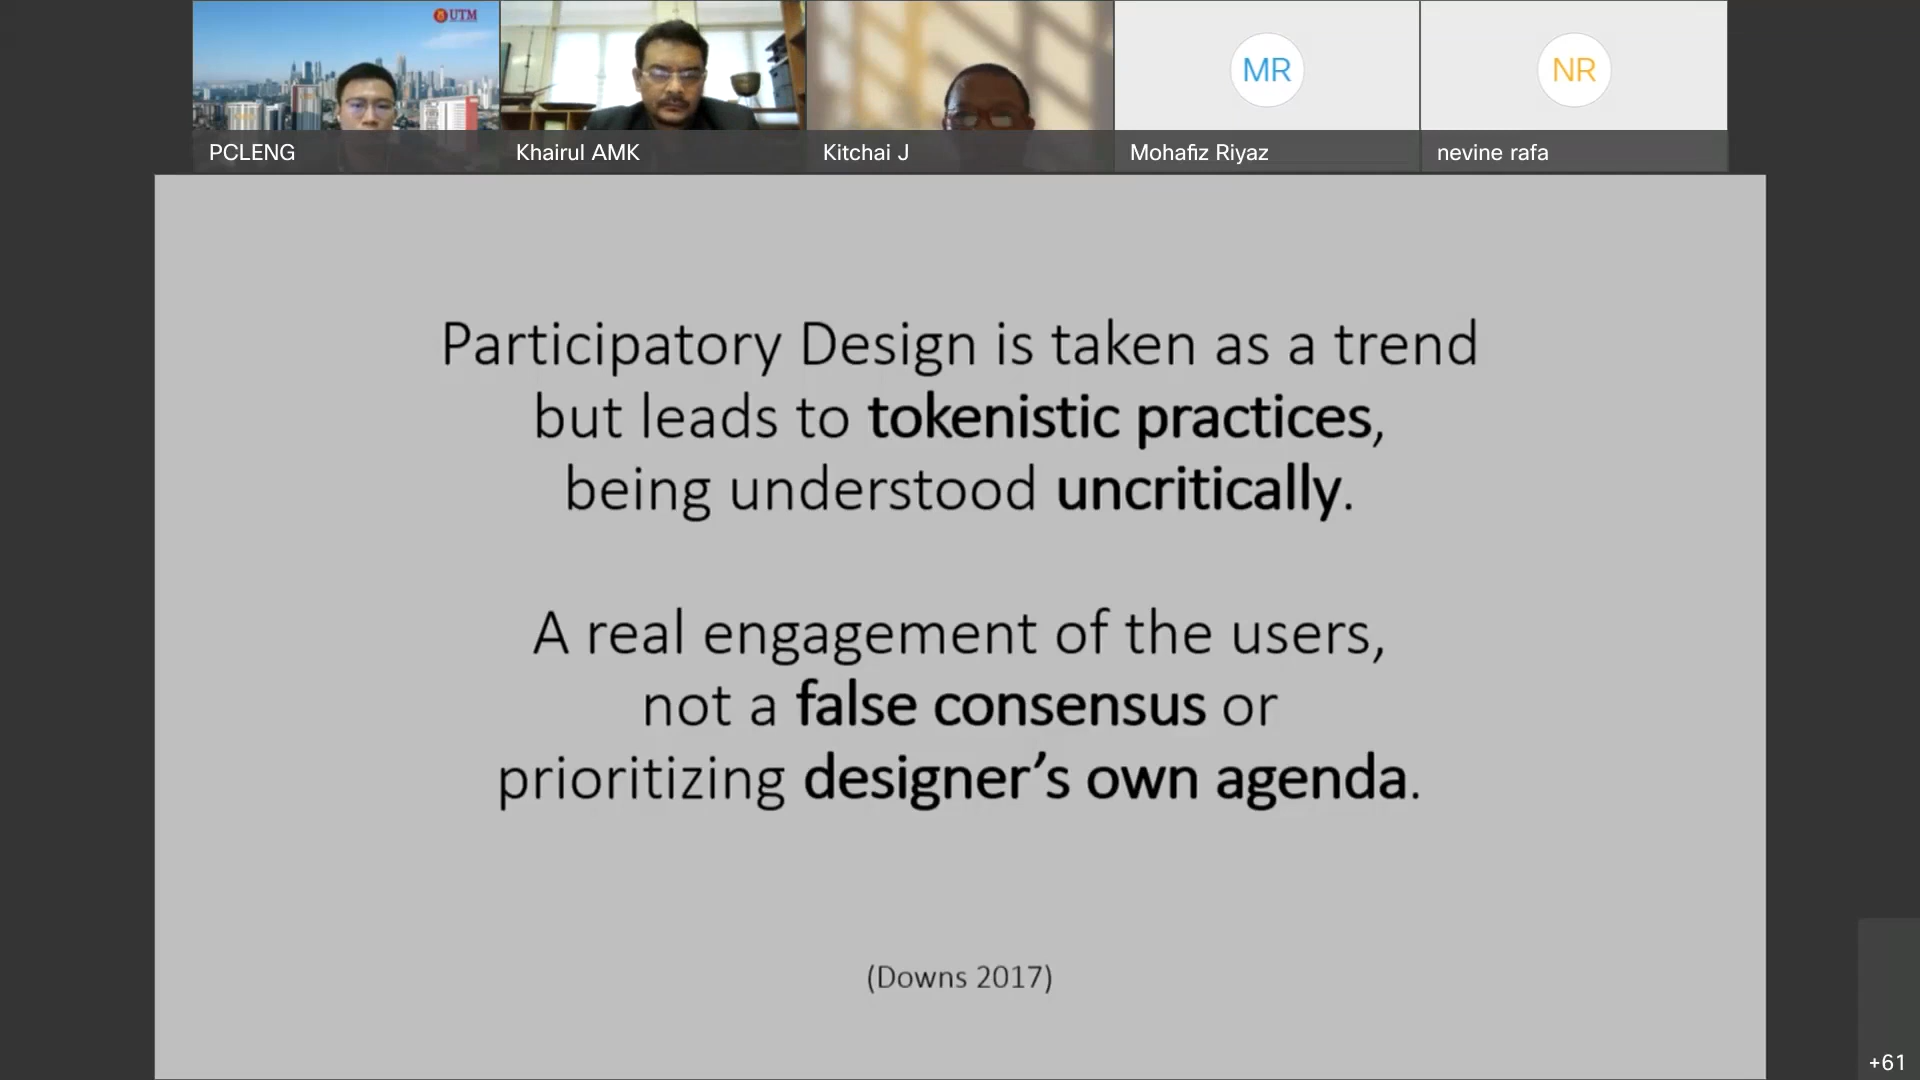 UTM
PCLENG
Khairul AMK
Kitchai J
MR
Mohafiz Riyaz
NR
nevine rafa
Participatory Design is taken as a trend
but leads to tokenistic practices,
being understood uncritically.
A real engagement of the users,
not a false consensus or
prioritizing designer’s own agenda.
(Downs 2017)
+61